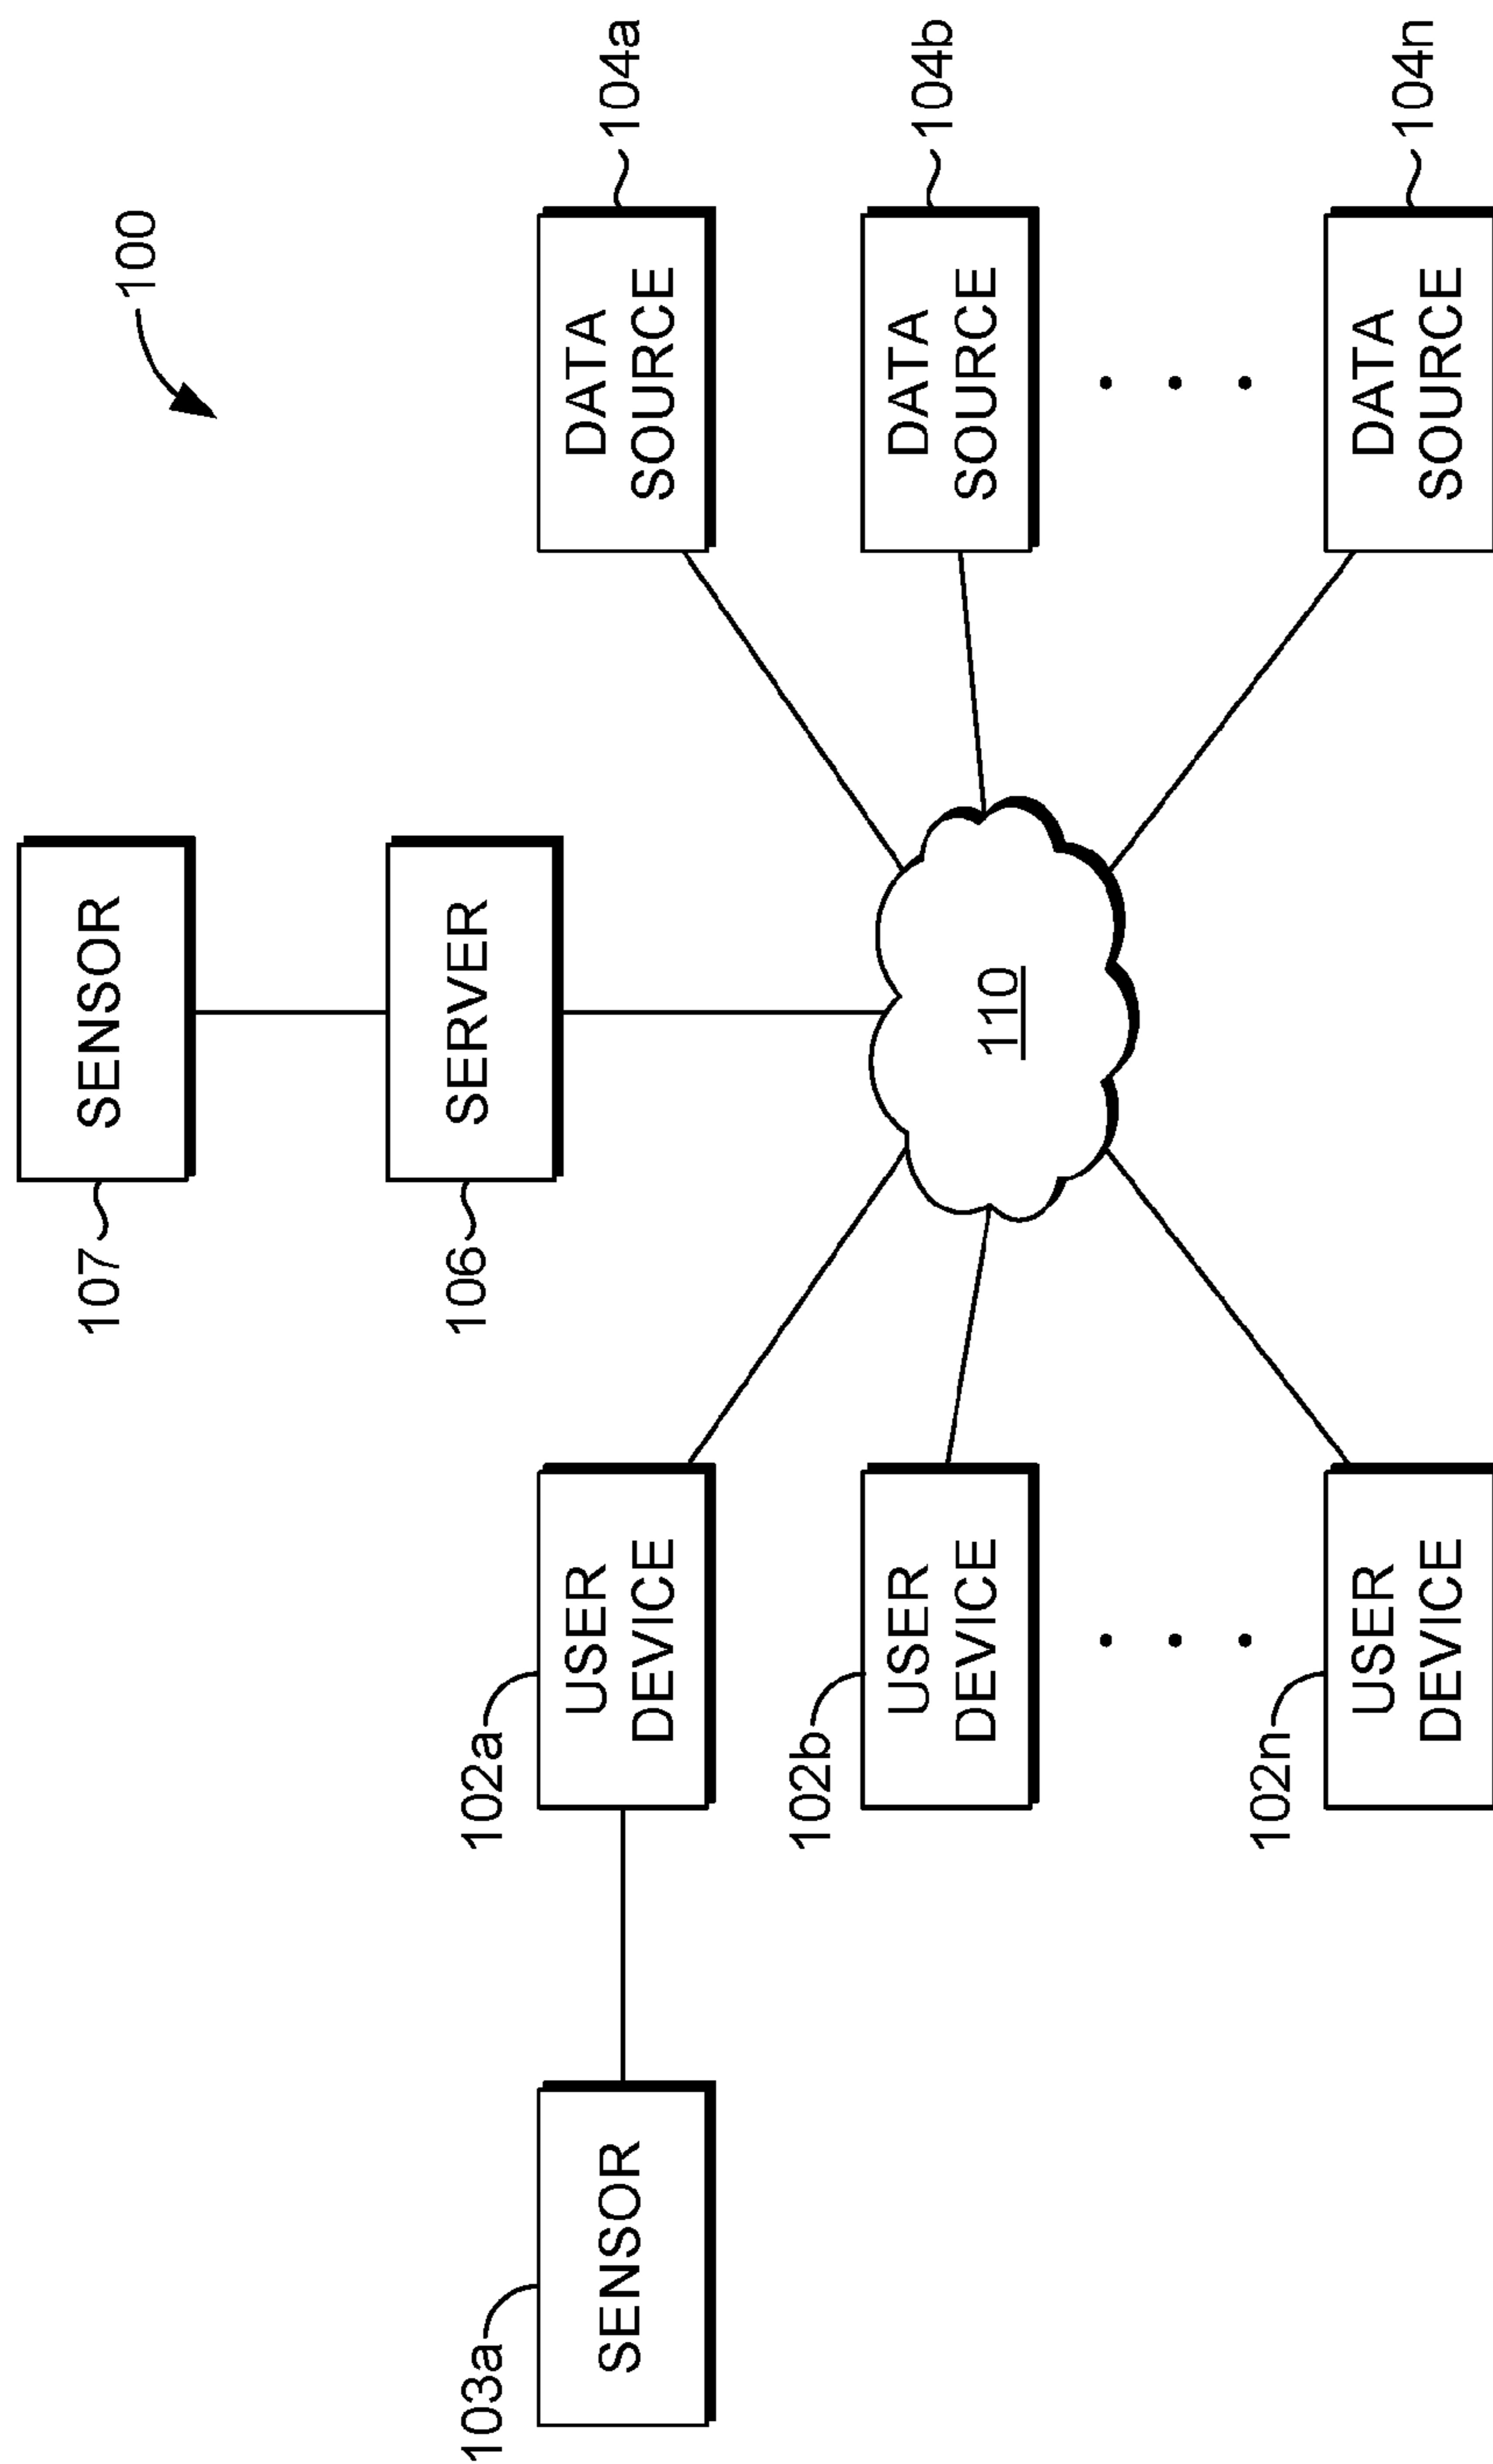 100
SENSOR
107
SERVER
106
103a
SENSOR
102a
USER
DEVICE
DATA
SOURCE
104a
102b
USER
DEVICE
110
DATA
SOURCE
104b
102n
USER
DEVICE
DATA
SOURCE
104n